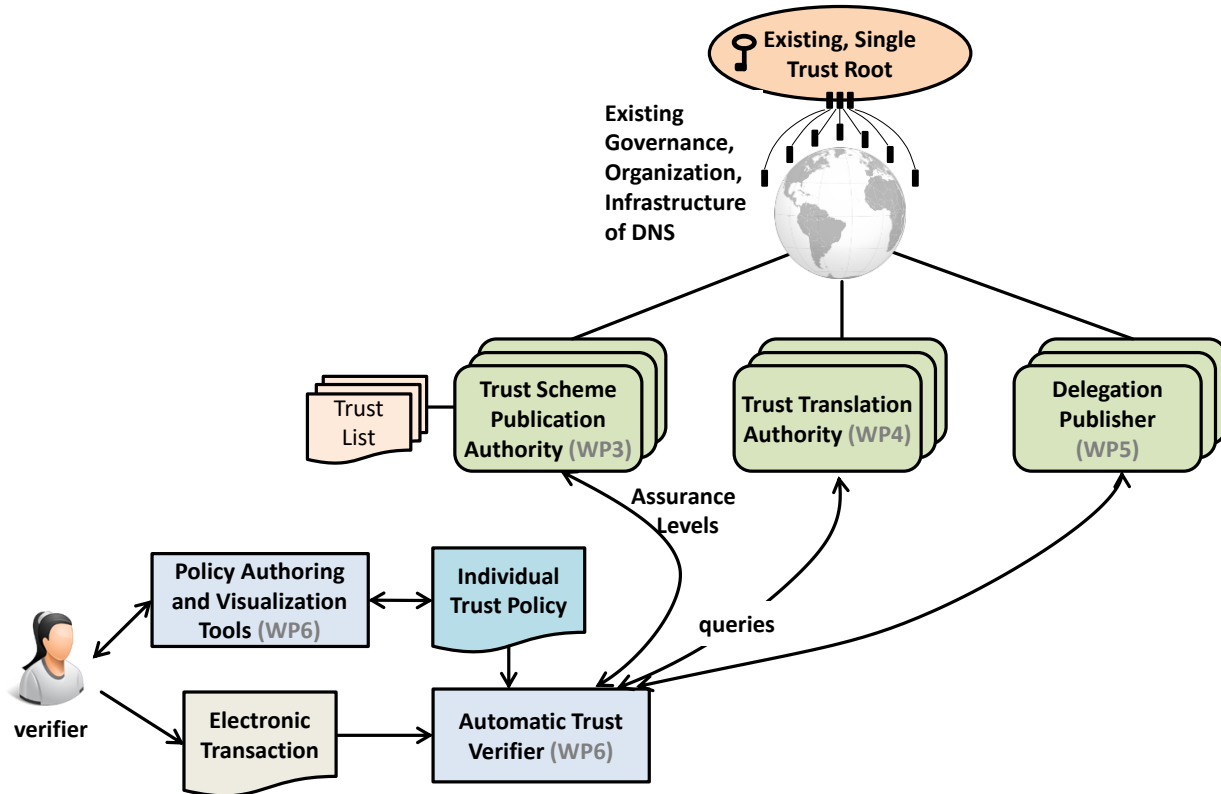 Existing, Single
Trust Root
Existing
Governance,
Organization,
Infrastructure
of DNS
Trust
List
Trust Scheme
Publication
Authority (WP3)
Trust Translation
Authority (WP4)
Delegation
Publisher
(WP5)
Assurance
Levels
Policy Authoring
and Visualization
Tools (WP6)
Individual
Trust Policy
queries
verifier
Electronic
Transaction
Automatic Trust
Verifier (WP6)